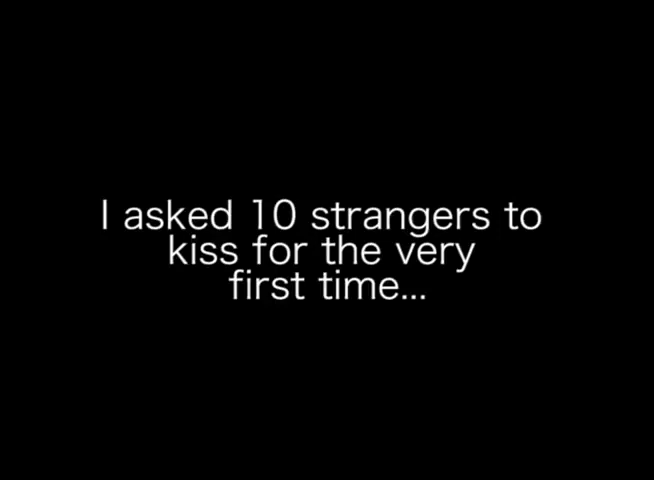 I asked 10 strangers to
kiss for the very
first time...